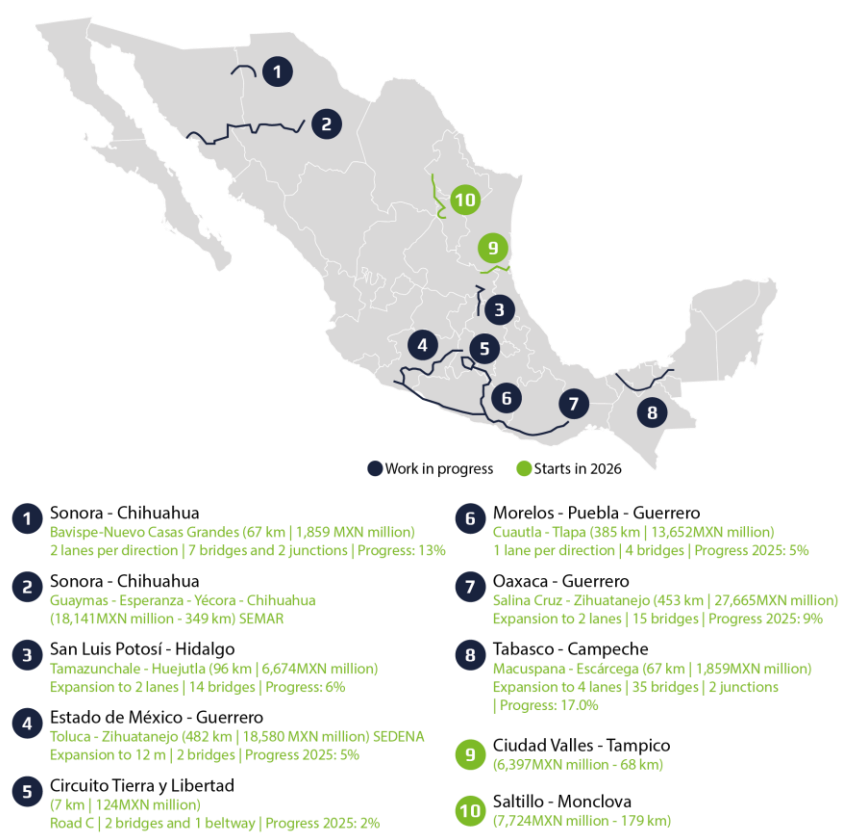 1
2
10
9
3
4
5
6
7
8
Work in progress
Starts in 2026
1
Sonora - Chihuahua
Bavispe-Nuevo Casas Grandes (67 km | 1,859 MXN million)
2 lanes per direction | 7 bridges and 2 junctions | Progress: 13%
2
Sonora - Chihuahua
Guaymas - Esperanza - Yécora - Chihuahua
(18,141MXN million - 349 km) SEMAR
3
San Luis Potosí - Hidalgo
Tamazunchale - Huejutla (96 km | 6,674MXN million)
Expansion to 2 lanes | 14 bridges | Progress: 6%
4
Estado de México - Guerrero
Toluca - Zihuatanejo (482 km | 18,580 MXN million) SEDENA
Expansion to 12 m | 2 bridges | Progress 2025: 5%
5
Circuito Tierra y Libertad
(7 km | 124MXN million)
Road C | 2 bridges and 1 beltway | Progress 2025: 2%
6
Morelos - Puebla - Guerrero
Cuautla - Tlapa (385 km | 13,652MXN million)
1 lane per direction | 4 bridges | Progress 2025: 5%
7
Oaxaca - Guerrero
Salina Cruz - Zihuatanejo (453 km | 27,665MXN million)
Expansion to 2 lanes | 15 bridges | Progress 2025: 9%
8
Tabasco - Campeche
Macuspana - Escárcega (67 km | 1,859MXN million)
Expansion to 4 lanes | 35 bridges | 2 junctions
| Progress: 17.0%
9
Ciudad Valles - Tampico
(6,397MXN million - 68 km)
10
Saltillo - Monclova
(7,724MXN million - 179 km)